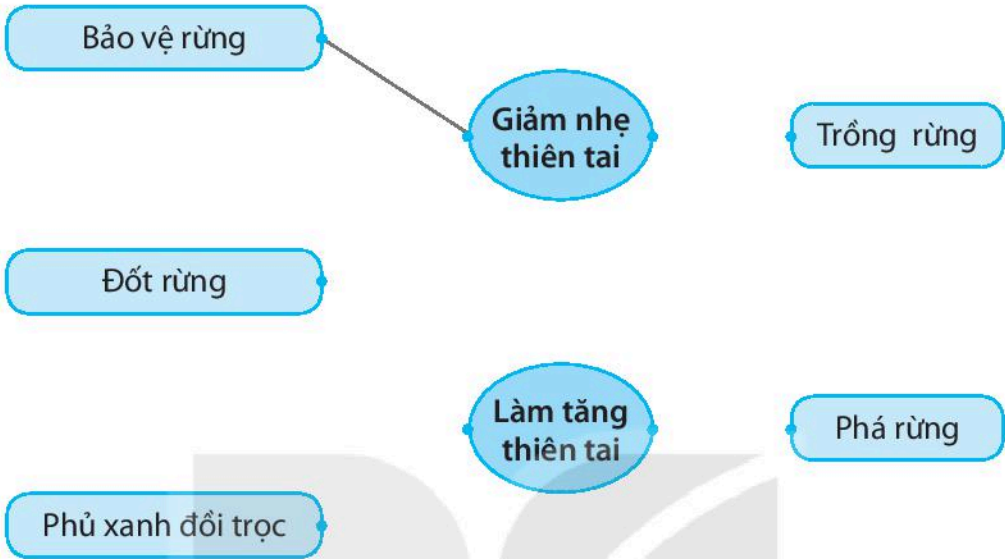 Bảo vệ rừng
Giảm nhẹ
thiên tai
Trồng rừng
Đốt rừng
Làm tăng
thiên tai
Phá rừng
Phủ xanh đồi trọc